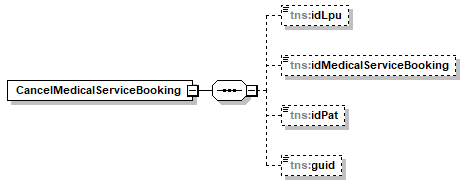 tns:idLpu
tns:idMedicalServiceBooking
CancelMedicalServiceBooking
tns:idPat
tns:guid